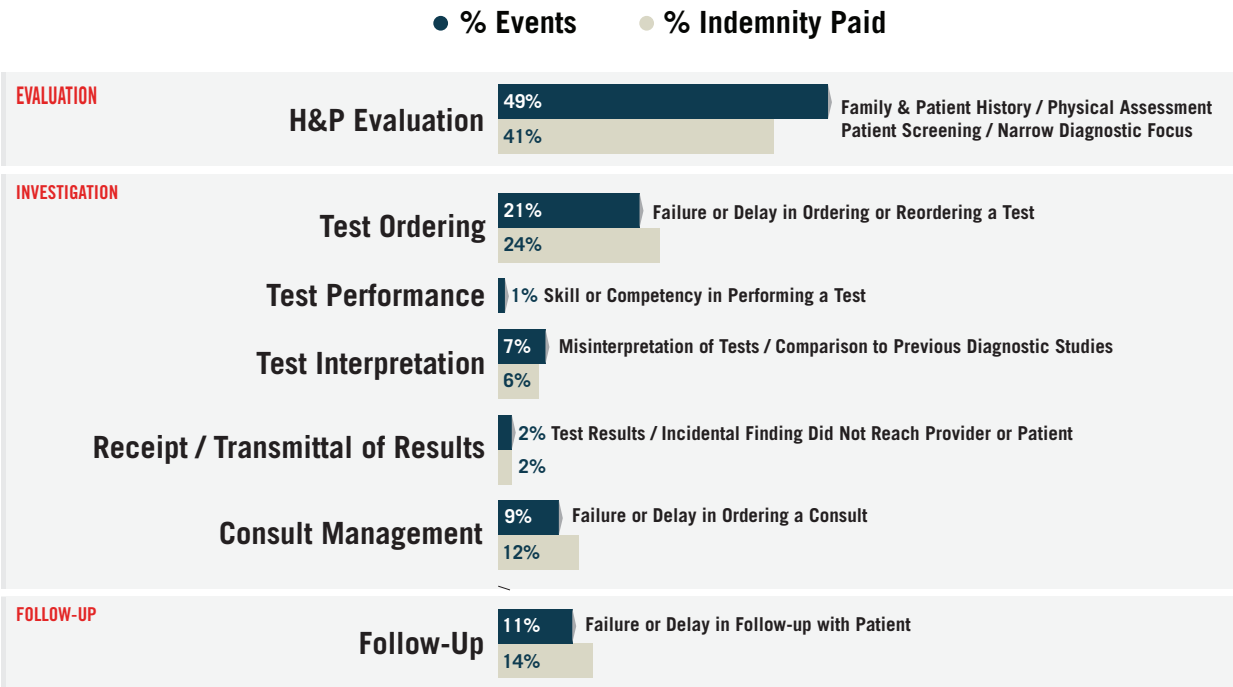 % Events % Indemnity Paid
EVALUATION
H&P Evaluation
49%
41%
Family & Patient History / Physical Assessment
Patient Screening / Narrow Diagnostic Focus
INVESTIGATION
Test Ordering
21%
24%
Failure or Delay in Ordering or Reordering a Test
Test Performance
1% Skill or Competency in Performing a Test
Test Interpretation
7%
6%
Misinterpretation of Tests / Comparison to Previous Diagnostic Studies
Receipt / Transmittal of Results
2% Test Results / Incidental Finding Did Not Reach Provider or Patient
2%
Consult Management
9%
12%
Failure or Delay in Ordering a Consult
FOLLOW-UP
Follow-Up
11%
14%
Failure or Delay in Follow-up with Patient